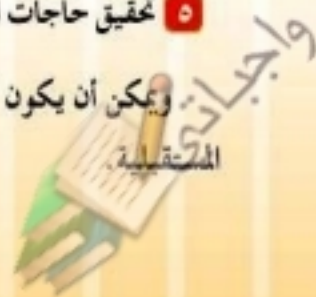 ٥ تحقيق حاجات
ويمكن أن يكون
المستقبلية.
واجباتي